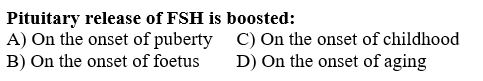 Pituitary release of FSH is boosted:
A) On the onset of puberty C) On the onset of childhood
B) On the onset of foetus D) On the onset of aging